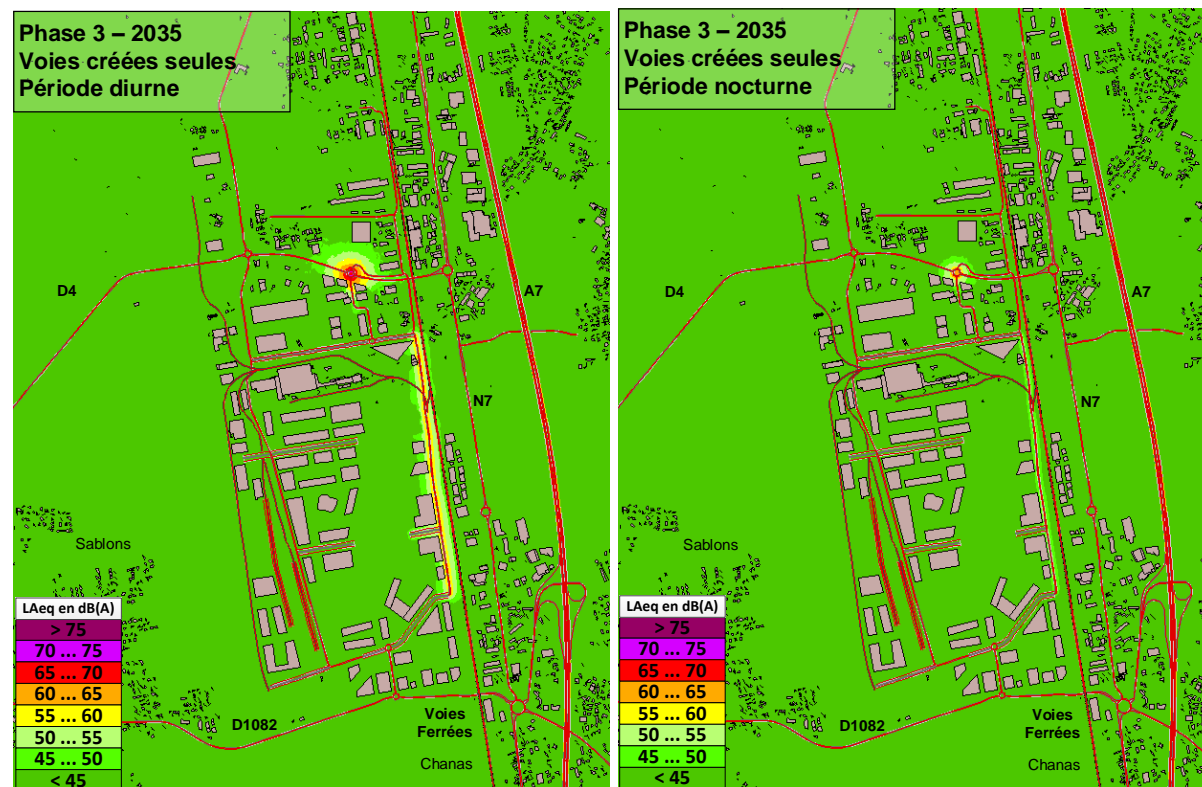 Phase 3 – 2035
Voies créées seules
Période diurne
D4
A7
N7
Sablons
LAeq en dB(A)
> 75
70 ... 75
65 ... 70
60 ... 65
55 ... 60
50 ... 55
45 ... 50
< 45
D1082
Voies
Ferrées
Chanas
Phase 3 – 2035
Voies créées seules
Période nocturne
D4
A7
N7
Sablons
LAeq en dB(A)
> 75
70 ... 75
65 ... 70
60 ... 65
55 ... 60
50 ... 55
45 ... 50
< 45
D1082
Voies
Ferrées
Chanas